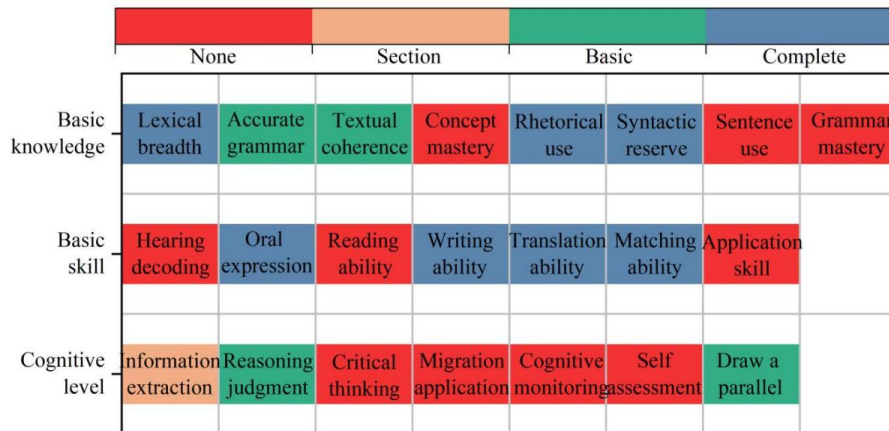 None Section Basic Complete
Basic knowledge
Lexical breadth
Accurate grammar
Textual coherence
Concept mastery
Rhetorical use
Syntactic reserve
Sentence use
Grammar mastery
Basic skill
Hearing decoding
Oral expression
Reading ability
Writing ability
Translation ability
Matching ability
Application skill
Cognitive level
Information extraction
Reasoning judgment
Critical thinking
Migration application
Cognitive monitoring
Self assessment
Draw a parallel